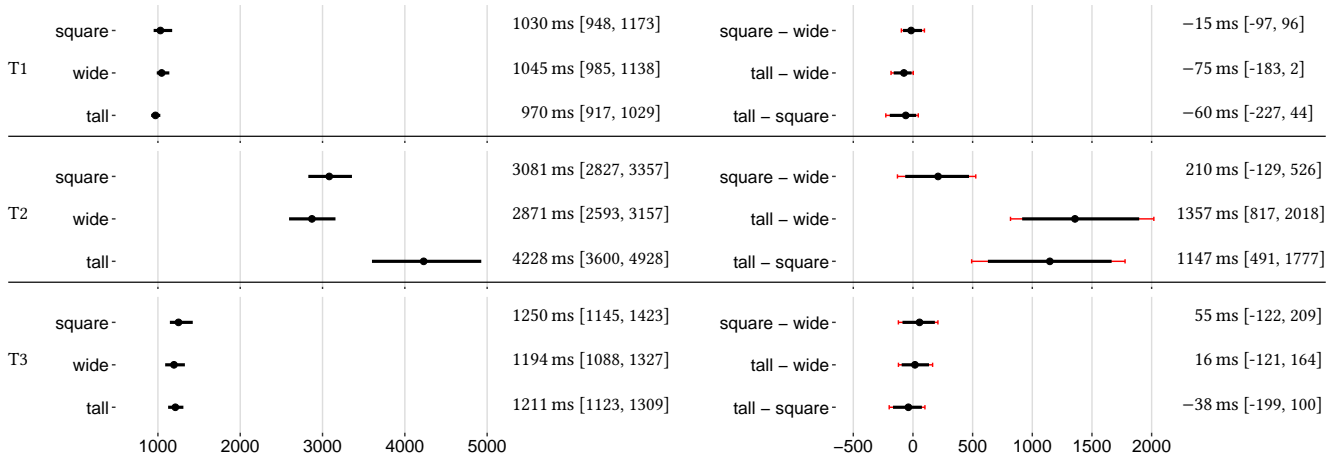 square 1030 ms [948, 1173] square − wide −15 ms [-97, 96]
T1 wide 1045 ms [985, 1138] tall − wide −75 ms [-183, 2]
tall 970 ms [917, 1029] tall − square −60 ms [-227, 44]
square 3081 ms [2827, 3357] square − wide 210 ms [-129, 526]
T2 wide 2871 ms [2593, 3157] tall − wide 1357 ms [817, 2018]
tall 4228 ms [3600, 4928] tall − square 1147 ms [491, 1777]
square 1250 ms [1145, 1423] square − wide 55 ms [-122, 209]
T3 wide 1194 ms [1088, 1327] tall − wide 16 ms [-121, 164]
tall 1211 ms [1123, 1309] tall − square −38 ms [-199, 100]
1000 2000 3000 4000 5000 −500 0 500 1000 1500 2000